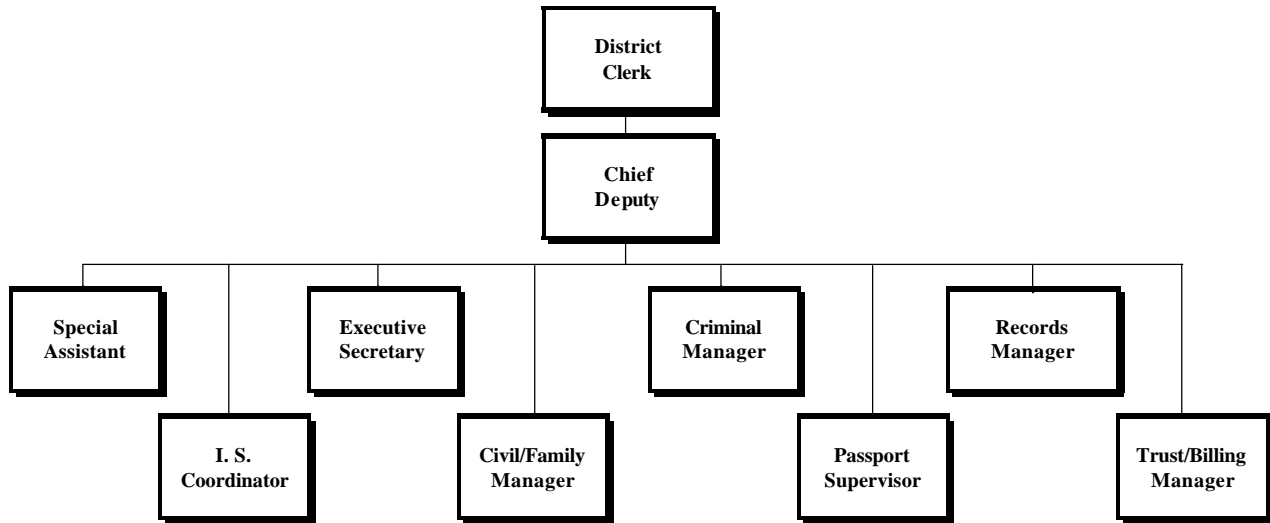 District
Clerk
Chief
Deputy
Special
Assistant
Executive
Secretary
Criminal
Manager
Records
Manager
I. S.
Coordinator
Civil/Family
Manager
Passport
Supervisor
Trust/Billing
Manager